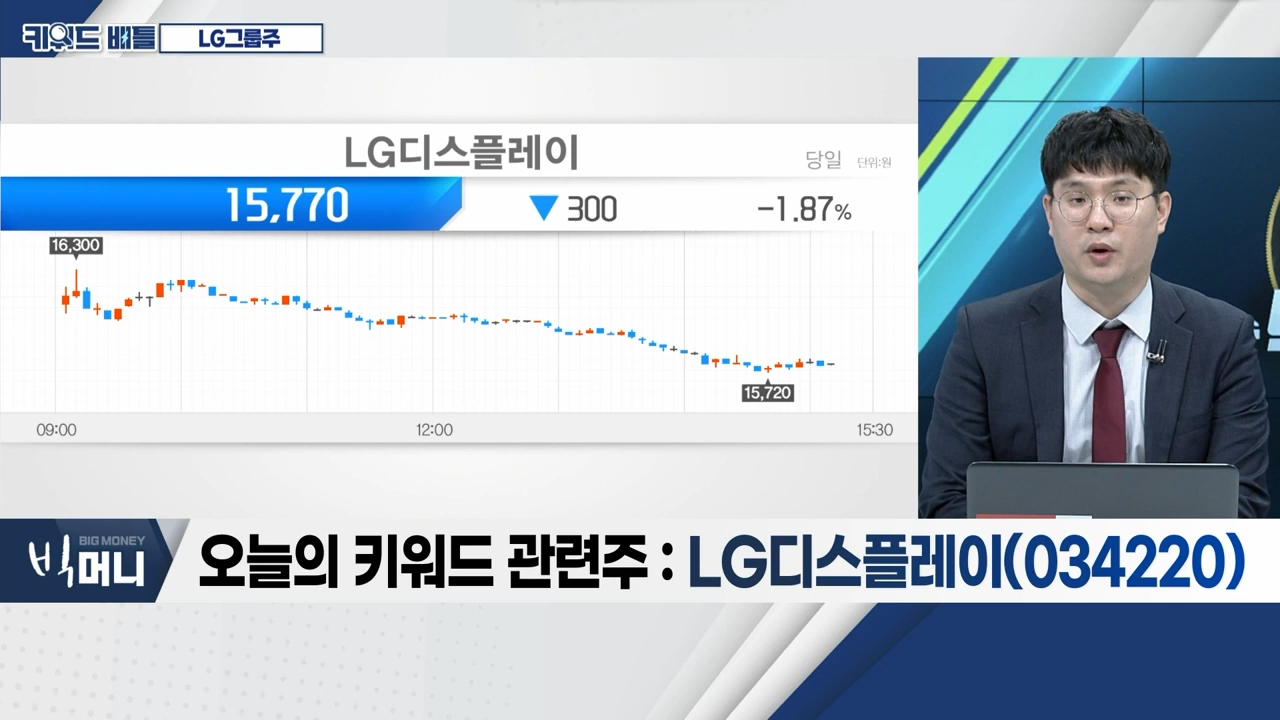 키워드 배틀
LG그룹주
LG디스플레이
당일 단위:원
15,770 ▼ 300 -1.87%
16,300
15,720
09:00 12:00 15:30
BIG MONEY
빅머니
오늘의 키워드 관련주 : LG디스플레이(034220)